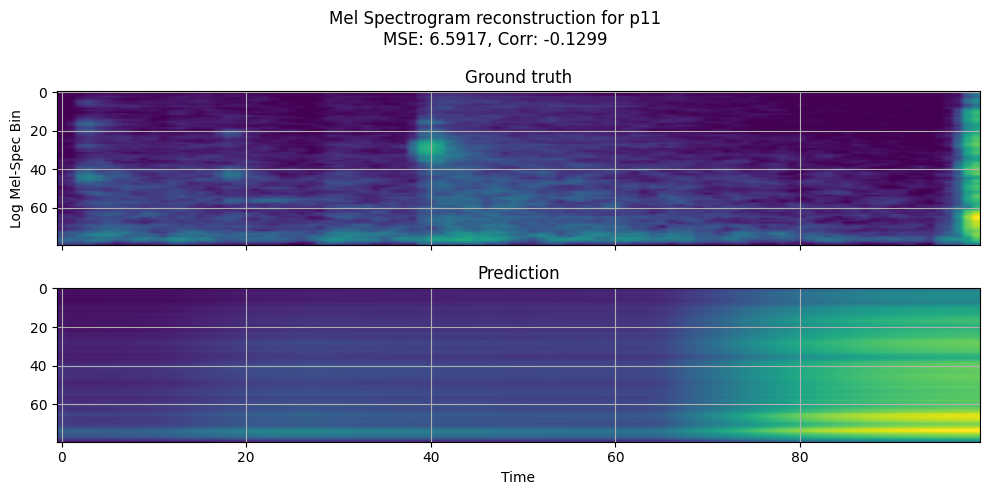 Mel Spectrogram reconstruction for p11
MSE: 6.5917, Corr: -0.1299
Ground truth
0
20
40
60
Log Mel-Spec Bin
Prediction
0
20
40
60
0 20 40 60 80
Time